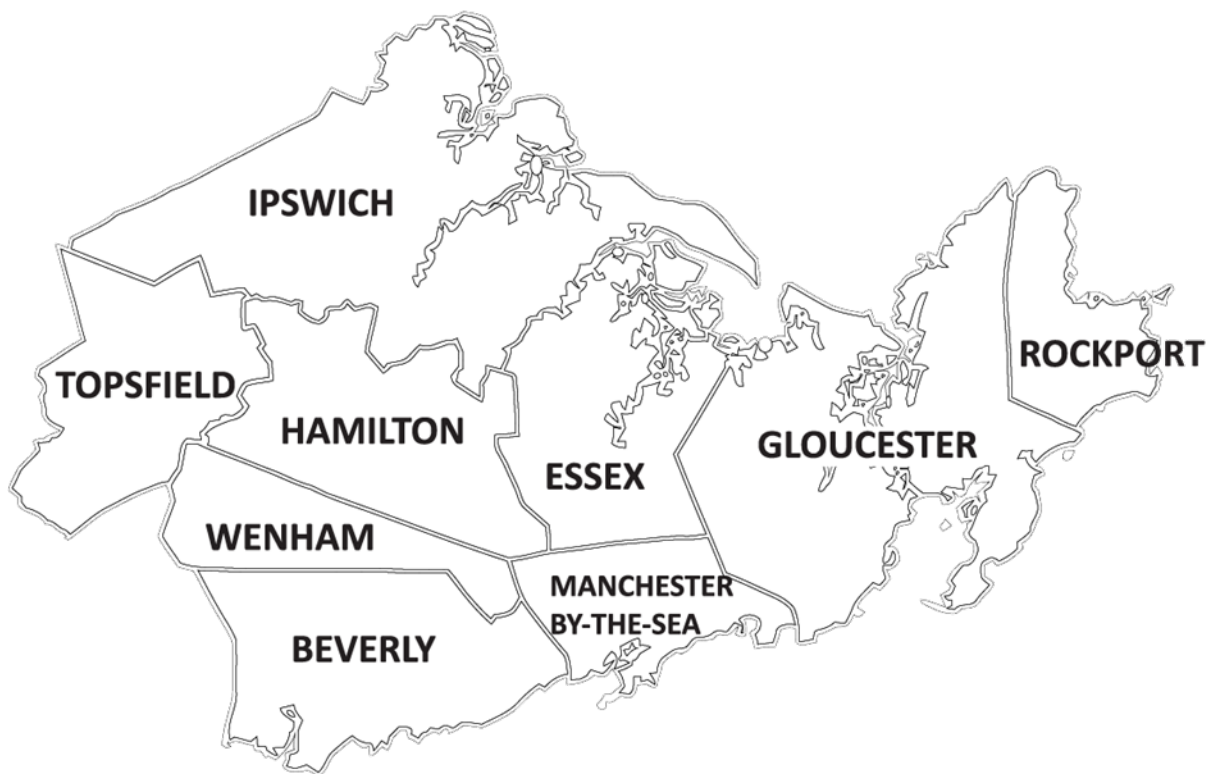 IPSWICH
ROCKPORT
TOPSFIELD
HAMILTON
GLOUCESTER
ESSEX
WENHAM
MANCHESTER
BY-THE-SEA
BEVERLY